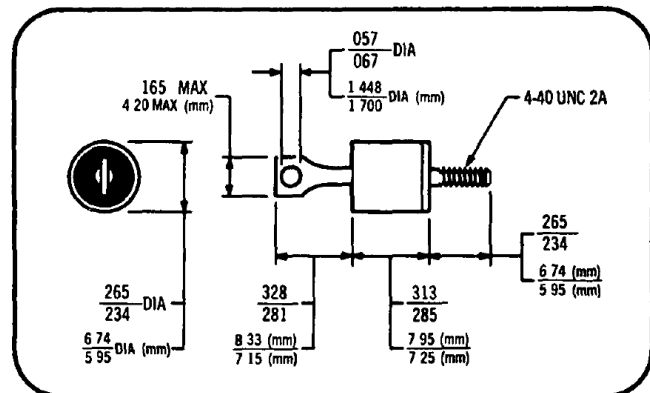 057
067 DIA
1 448
1 700 DIA (mm)
165 MAX
4 20 MAX (mm)
4-40 UNC 2A
265
234
6 74 (mm)
5 95 (mm)
265
234 DIA
6 74
5 95 DIA (mm)
328
281
8 33 (mm)
7 15 (mm)
313
285
7 95 (mm)
7 25 (mm)